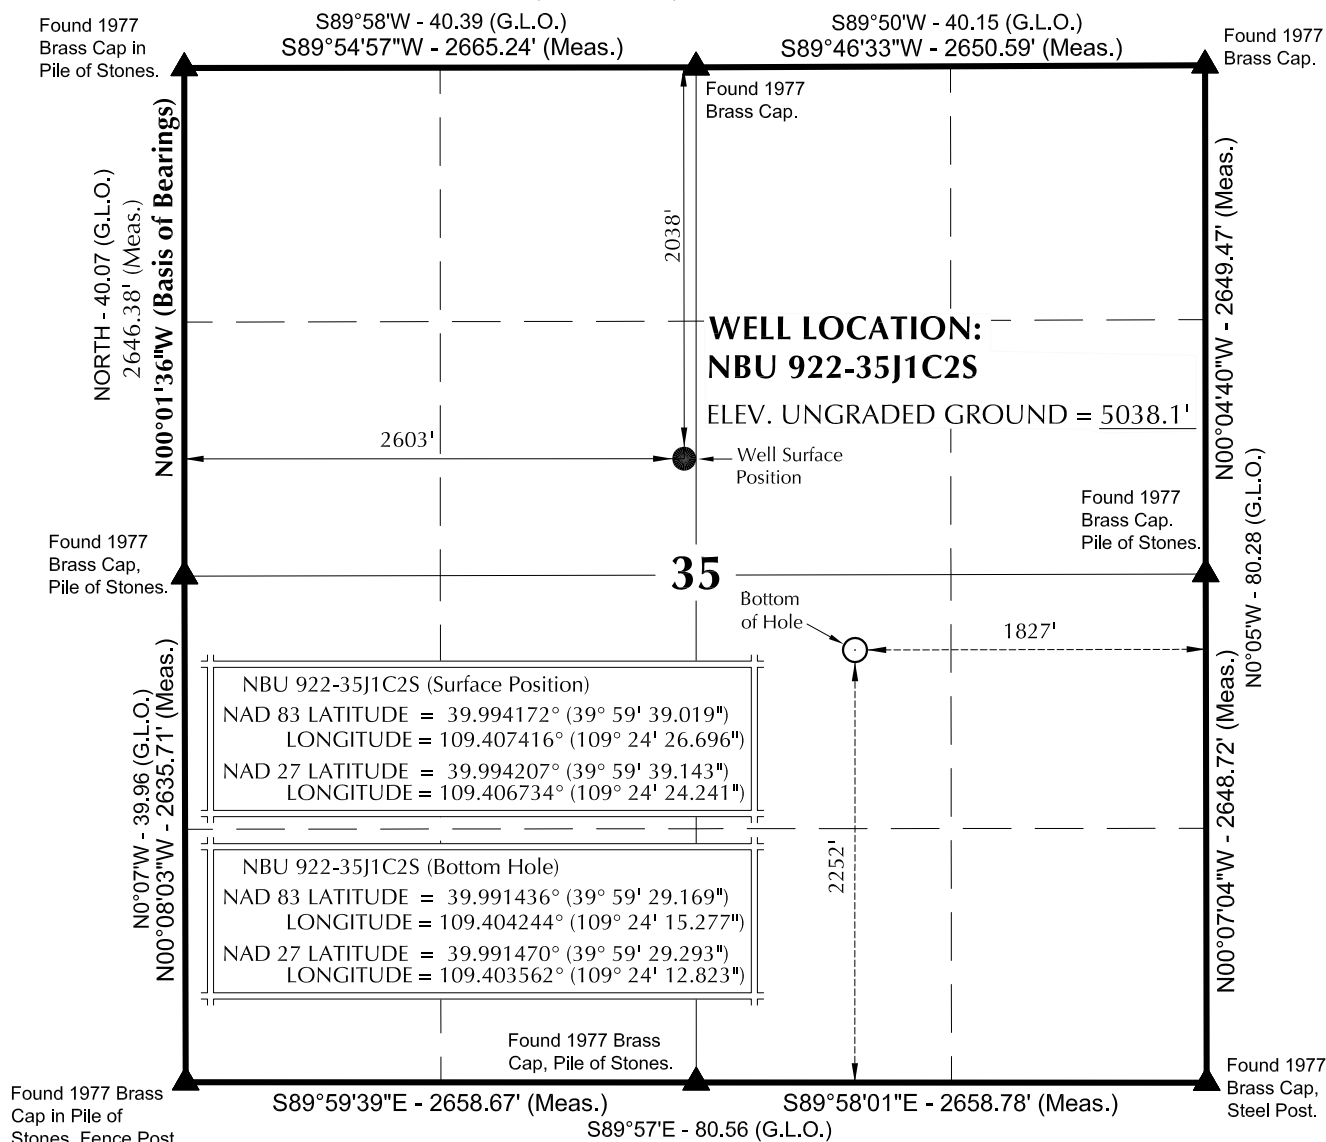 Found 1977
Brass Cap in
Pile of Stones.
S89°58'W - 40.39 (G.L.O.)
S89°54'57"W - 2665.24' (Meas.)
S89°50'W - 40.15 (G.L.O.)
S89°46'33"W - 2650.59' (Meas.)
Found 1977
Brass Cap.
Found 1977
Brass Cap.
NORTH - 40.07 (G.L.O.)
2646.38' (Meas.)
N00°01'36"W (Basis of Bearings)
2038'
N00°04'40"W - 2649.47' (Meas.)
WELL LOCATION:
NBU 922-35J1C2S
ELEV. UNGRADED GROUND = 5038.1'
2603'
Well Surface
Position
Found 1977
Brass Cap.
Pile of Stones.
N0°05'W - 80.28 (G.L.O.)
Found 1977
Brass Cap,
Pile of Stones.
35
Bottom
of Hole
1827'
NBU 922-35J1C2S (Surface Position)
NAD 83 LATITUDE = 39.994172° (39° 59' 39.019")
LONGITUDE = 109.407416° (109° 24' 26.696")
NAD 27 LATITUDE = 39.994207° (39° 59' 39.143")
LONGITUDE = 109.406734° (109° 24' 24.241")
N0°07'W - 39.96 (G.L.O.)
N00°08'03"W - 2635.71' (Meas.)
2252'
N00°07'04"W - 2648.72' (Meas.)
NBU 922-35J1C2S (Bottom Hole)
NAD 83 LATITUDE = 39.991436° (39° 59' 29.169")
LONGITUDE = 109.404244° (109° 24' 15.277")
NAD 27 LATITUDE = 39.991470° (39° 59' 29.293")
LONGITUDE = 109.403562° (109° 24' 12.823")
Found 1977 Brass
Cap, Pile of Stones.
Found 1977 Brass
Cap in Pile of
Stones, Fence Post
S89°59'39"E - 2658.67' (Meas.)
S89°58'01"E - 2658.78' (Meas.)
S89°57'E - 80.56 (G.L.O.)
Found 1977
Brass Cap,
Steel Post.